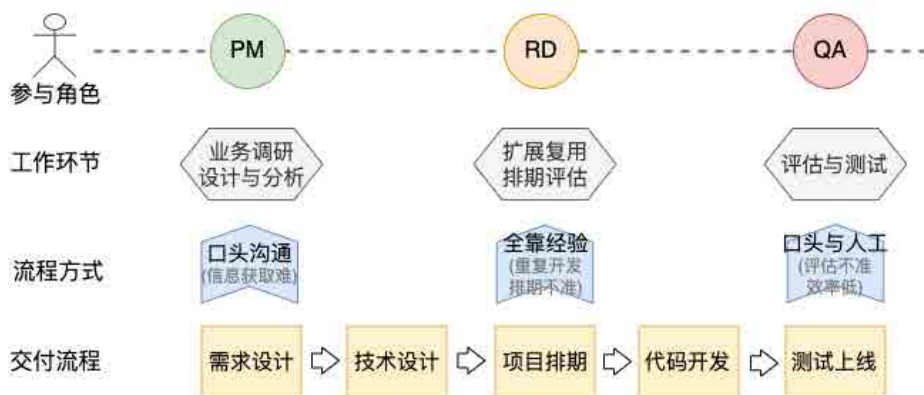 PM
RD
QA
参与角色
工作环节
业务调研
设计与分析
扩展复用
排期评估
评估与测试
流程方式
口头沟通
(信息获取难)
全靠经验
(重复开发
排期不准)
口头与人工
(评估不准
效率低)
交付流程
需求设计
技术设计
项目排期
代码开发
测试上线